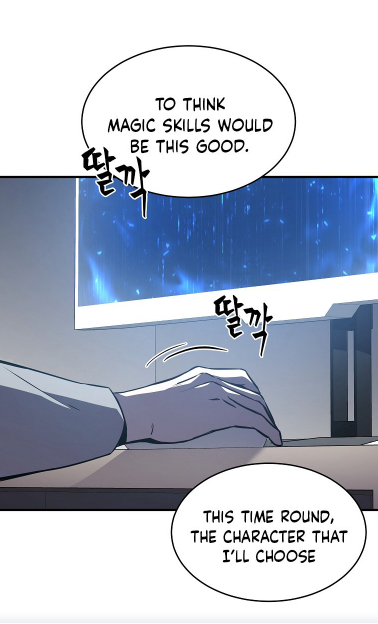 TO THINK
MAGIC SKILLS WOULD
BE THIS GOOD.
딸깍
딸깍
THIS TIME ROUND,
THE CHARACTER THAT
I'LL CHOOSE